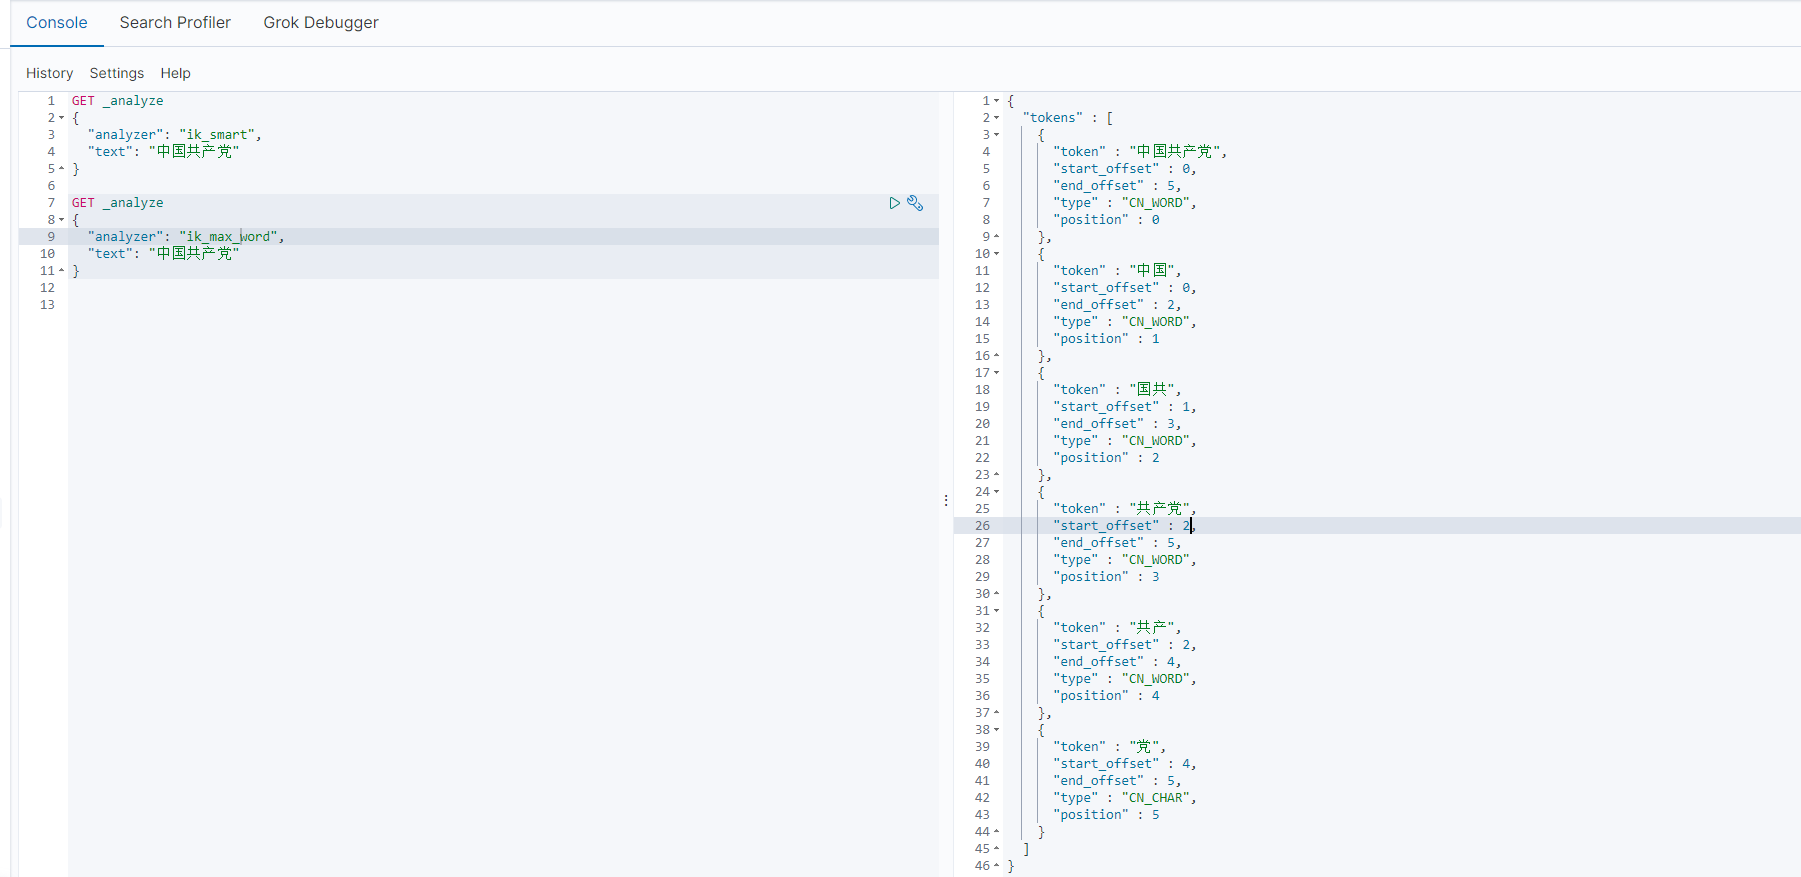 Console Search Profiler Grok Debugger
History Settings Help
1 GET _analyze
2 {
3 "analyzer": "ik_smart",
4 "text": "中国共产党"
5 }
6
7 GET _analyze
8 {
9 "analyzer": "ik_max_word",
10 "text": "中国共产党"
11 }
12
13
1 {
2 "tokens" : [
3 {
4 "token" : "中国共产党",
5 "start_offset" : 0,
6 "end_offset" : 5,
7 "type" : "CN_WORD",
8 "position" : 0
9 },
10 {
11 "token" : "中国",
12 "start_offset" : 0,
13 "end_offset" : 2,
14 "type" : "CN_WORD",
15 "position" : 1
16 },
17 {
18 "token" : "国共",
19 "start_offset" : 1,
20 "end_offset" : 3,
21 "type" : "CN_WORD",
22 "position" : 2
23 },
24 {
25 "token" : "共产党",
26 "start_offset" : 2,
27 "end_offset" : 5,
28 "type" : "CN_WORD",
29 "position" : 3
30 },
31 {
32 "token" : "共产",
33 "start_offset" : 2,
34 "end_offset" : 4,
35 "type" : "CN_WORD",
36 "position" : 4
37 },
38 {
39 "token" : "党",
40 "start_offset" : 4,
41 "end_offset" : 5,
42 "type" : "CN_CHAR",
43 "position" : 5
44 }
45 ]
46 }